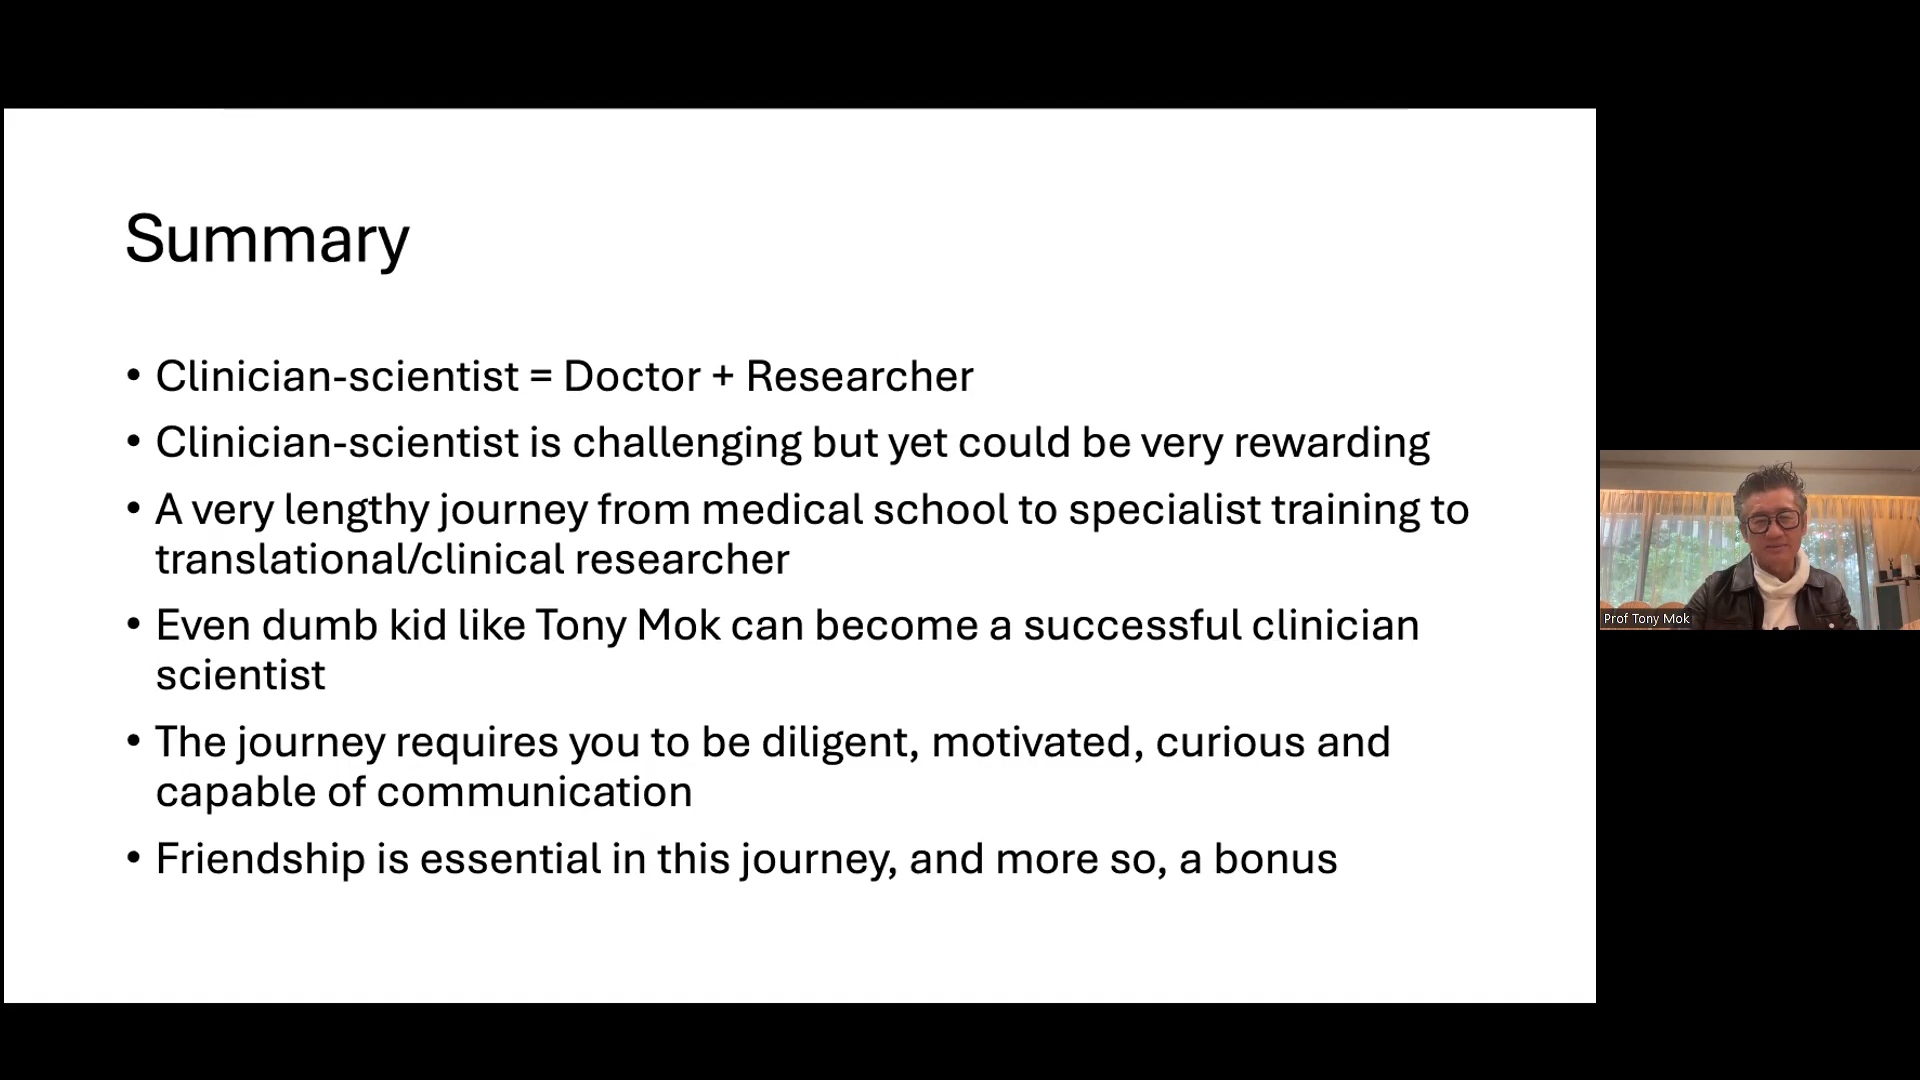 Summary
• Clinician-scientist = Doctor + Researcher
• Clinician-scientist is challenging but yet could be very rewarding
• A very lengthy journey from medical school to specialist training to
translational/clinical researcher
• Even dumb kid like Tony Mok can become a successful clinician
scientist
• The journey requires you to be diligent, motivated, curious and
capable of communication
• Friendship is essential in this journey, and more so, a bonus
Prof Tony Mok